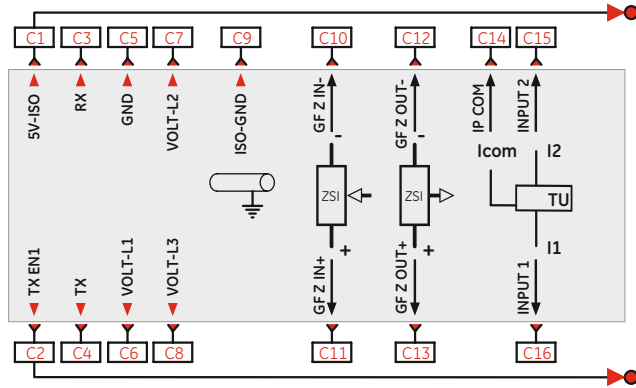 C1 C3 C5 C7 C9 C10 C12 C14 C15
5V-ISO
RX
GND
VOLT-L2
ISO-GND
GF Z IN-
GF Z OUT-
IP COM
INPUT 2
-
-
Icom
I2
ZSI
ZSI
TU
+
+
I1
TX EN1
TX
VOLT-L1
VOLT-L3
GF Z IN+
GF Z OUT+
INPUT 1
C2 C4 C6 C8 C11 C13 C16